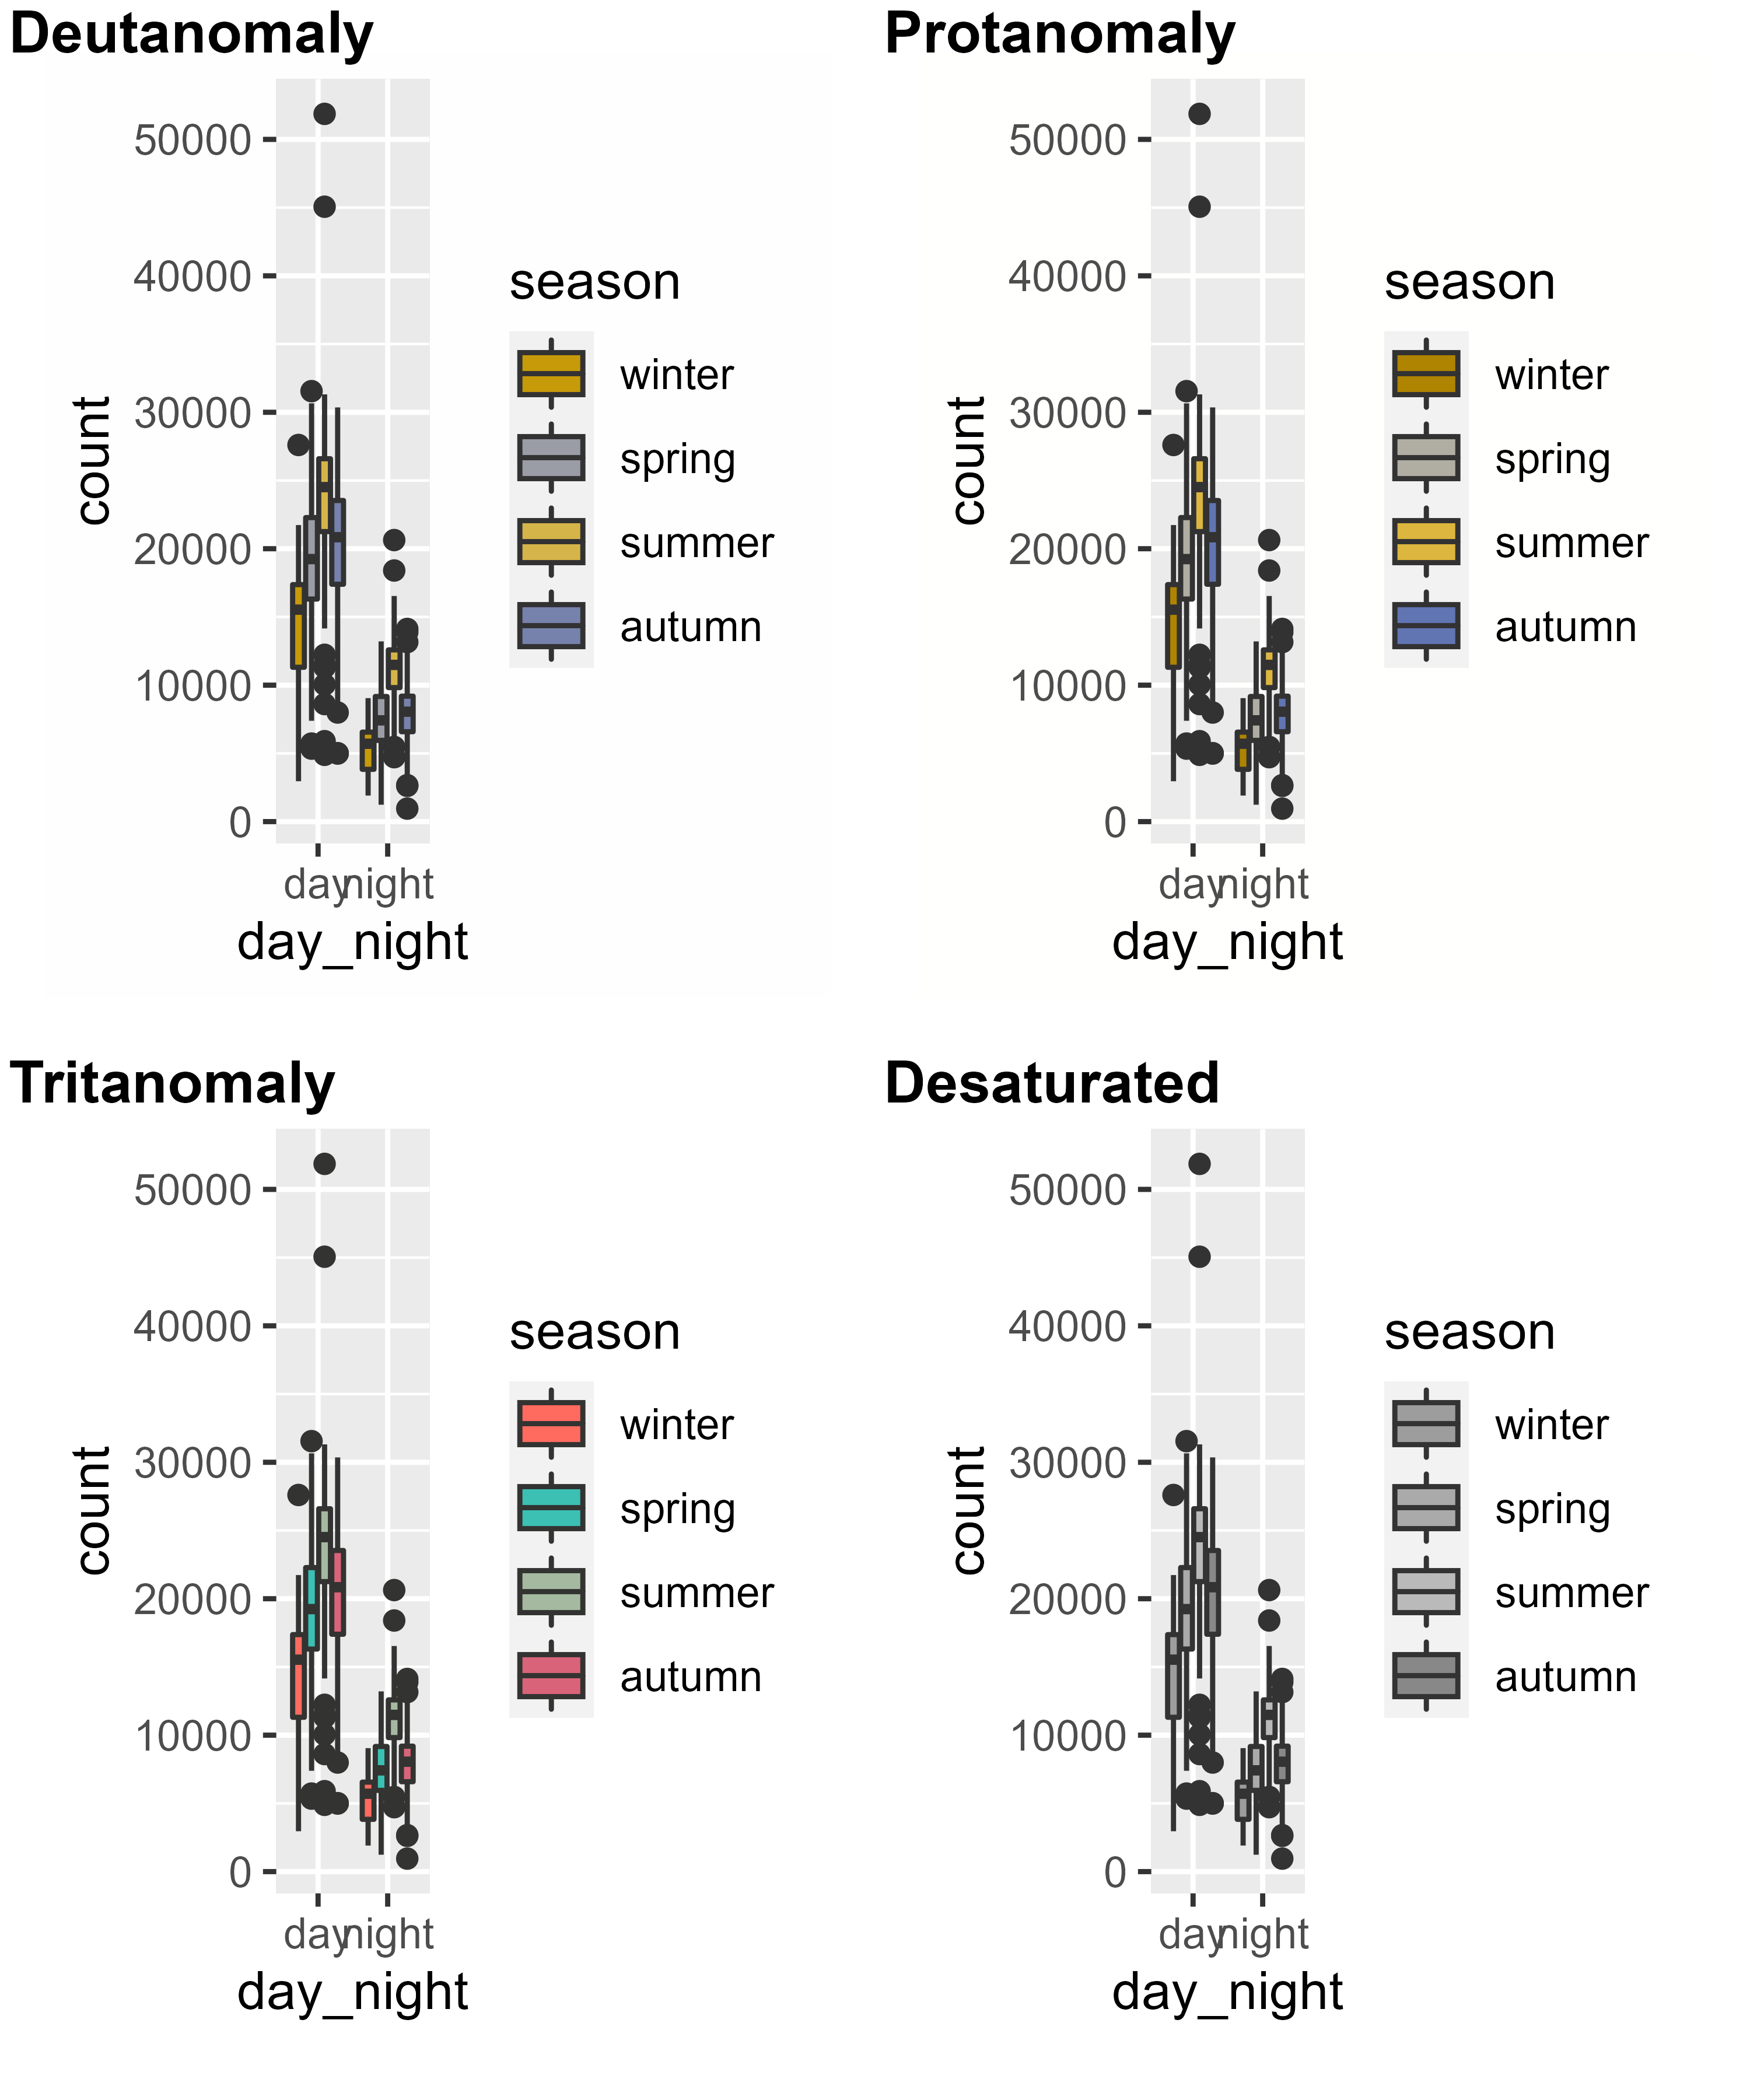 Deutanomaly
50000
40000
30000
20000
10000
0
count
day night
day_night
season
winter
spring
summer
autumn
Protanomaly
50000
40000
30000
20000
10000
0
count
day night
day_night
season
winter
spring
summer
autumn
Tritanomaly
50000
40000
30000
20000
10000
0
count
day night
day_night
season
winter
spring
summer
autumn
Desaturated
50000
40000
30000
20000
10000
0
count
day night
day_night
season
winter
spring
summer
autumn